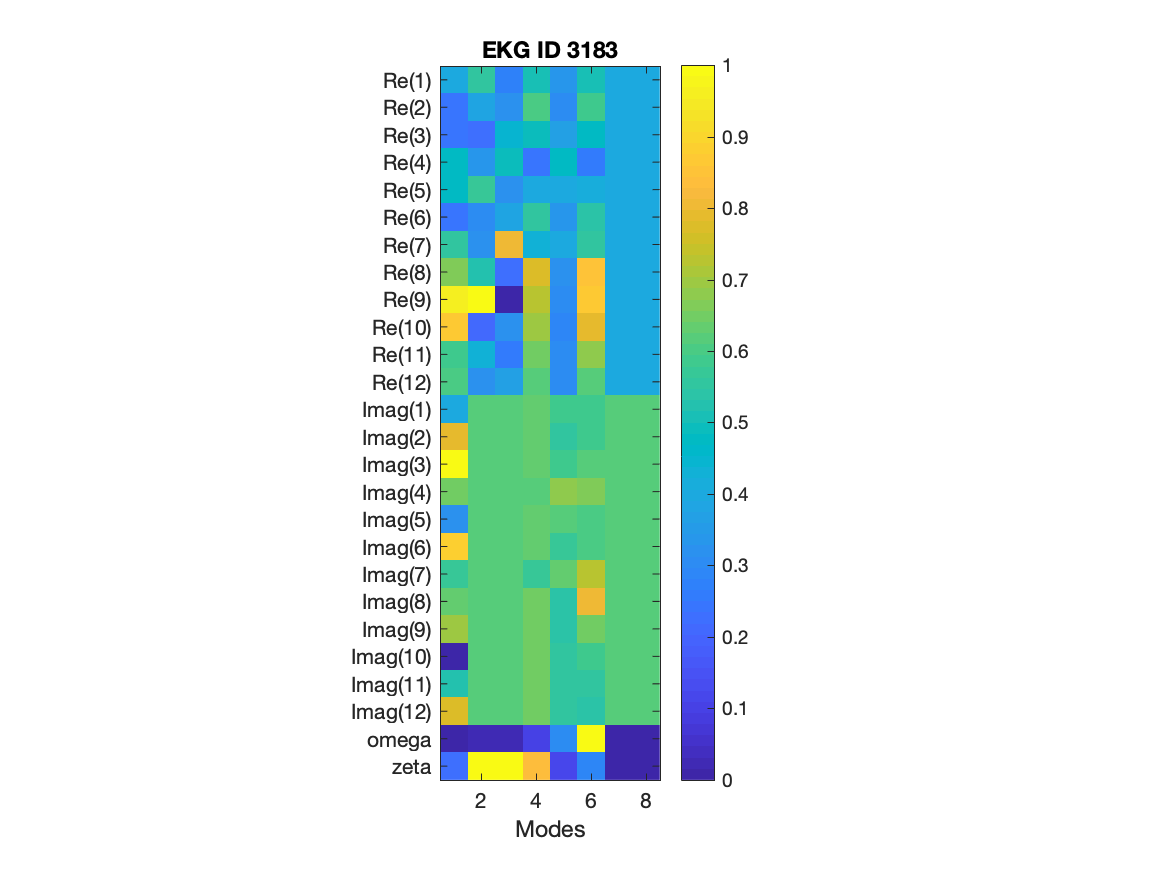 EKG ID 3183
Re(1)
Re(2)
Re(3)
Re(4)
Re(5)
Re(6)
Re(7)
Re(8)
Re(9)
Re(10)
Re(11)
Re(12)
Imag(1)
Imag(2)
Imag(3)
Imag(4)
Imag(5)
Imag(6)
Imag(7)
Imag(8)
Imag(9)
Imag(10)
Imag(11)
Imag(12)
omega
zeta
2 4 6 8
Modes
1
0.9
0.8
0.7
0.6
0.5
0.4
0.3
0.2
0.1
0